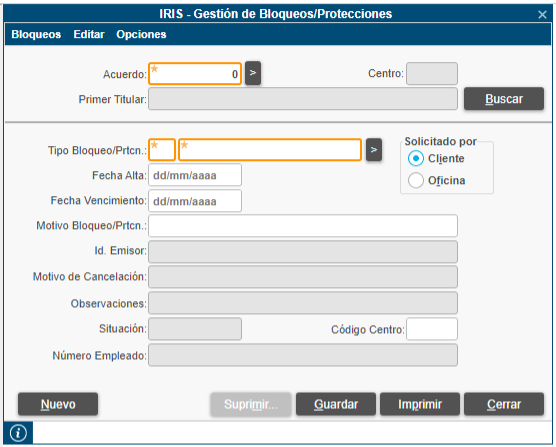 IRIS - Gestión de Bloqueos/Protecciones ×
Bloqueos Editar Opciones
Acuerdo: * 0 > Centro:
Primer Titular: Buscar
Tipo Bloqueo/Prtcn.: * * > Solicitado por
Fecha Alta: dd/mm/aaaa Cliente
Fecha Vencimiento: dd/mm/aaaa Oficina
Motivo Bloqueo/Prtcn.:
Id. Emisor:
Motivo de Cancelación:
Observaciones:
Situación: Código Centro:
Número Empleado:
Nuevo Suprimir... Guardar Imprimir Cerrar
i